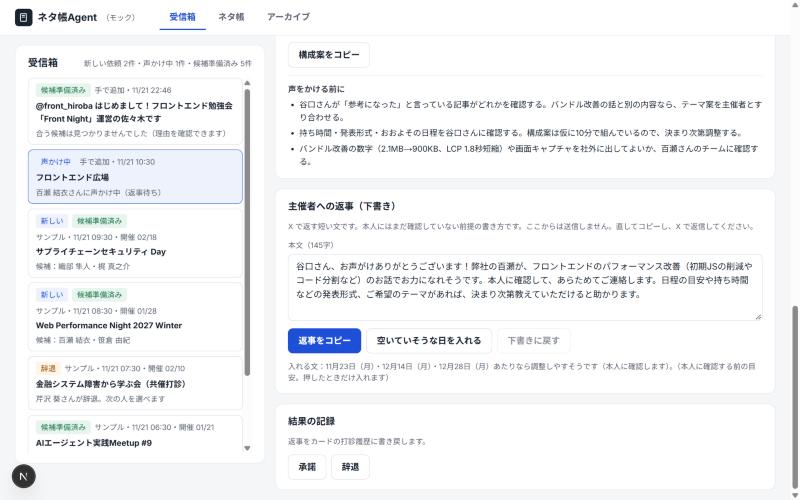 ネタ帳Agent （モック） 受信箱 ネタ帳 アーカイブ
受信箱 新しい依頼 2件・声かけ中 1件・候補準備済み 5件
候補準備済み 手で追加・11/21 22:46
@front_hiroba はじめまして！フロントエンド勉強会
「Front Night」運営の佐々木です
合う候補は見つかりませんでした（理由を確認できます）
声かけ中 手で追加・11/21 10:30
フロントエンド広場
百瀬 結衣さんに声かけ中（返事待ち）
新しい 候補準備済み
サンプル・11/21 09:30・開催 02/18
サプライチェーンセキュリティ Day
候補：織部 隼人・梶 真之介
新しい 候補準備済み
サンプル・11/21 08:30・開催 01/28
Web Performance Night 2027 Winter
候補：百瀬 結衣・笹倉 由紀
辞退 サンプル・11/21 07:30・開催 02/10
金融システム障害から学ぶ会（共催打診）
芹沢 葵さんが辞退。次の人を選べます
候補準備済み サンプル・11/21 06:30・開催 01/21
AIエージェント実践Meetup #9
N
構成案をコピー
声をかける前に
• 谷口さんが「参考になった」と言っている記事がどれかを確認する。バンドル改善の話と別の内容なら、テーマ案を主催者とす
り合わせる。
• 持ち時間・発表形式・おおよその日程を谷口さんに確認する。構成案は仮に10分で組んでいるので、決まり次第調整する。
• バンドル改善の数字（2.1MB→900KB、LCP 1.8秒短縮）や画面キャプチャを社外に出してよいか、百瀬さんのチームに確認す
る。
主催者への返事（下書き）
X で返す短い文です。本人にはまだ確認していない前提の書き方です。ここからは送信しません。直してコピーし、X で返信してください。
本文（145字）
谷口さん、お声がけありがとうございます！弊社の百瀬が、フロントエンドのパフォーマンス改善（初期JSの削減や
コード分割など）のお話でお力になれそうです。本人に確認して、あらためてご連絡します。日程の目安や持ち時間
などの発表形式、ご希望のテーマがあれば、決まり次第教えていただけると助かります。
返事をコピー 空いていそうな日を入れる 下書きに戻す
入れる文：11月23日（月）・12月14日（月）・12月28日（月）あたりなら調整しやすそうです（本人に確認します）。（本人に確認する前の目
安。押したときだけ入れます）
結果の記録
返事をカードの打診履歴に書き戻します。
承諾 辞退